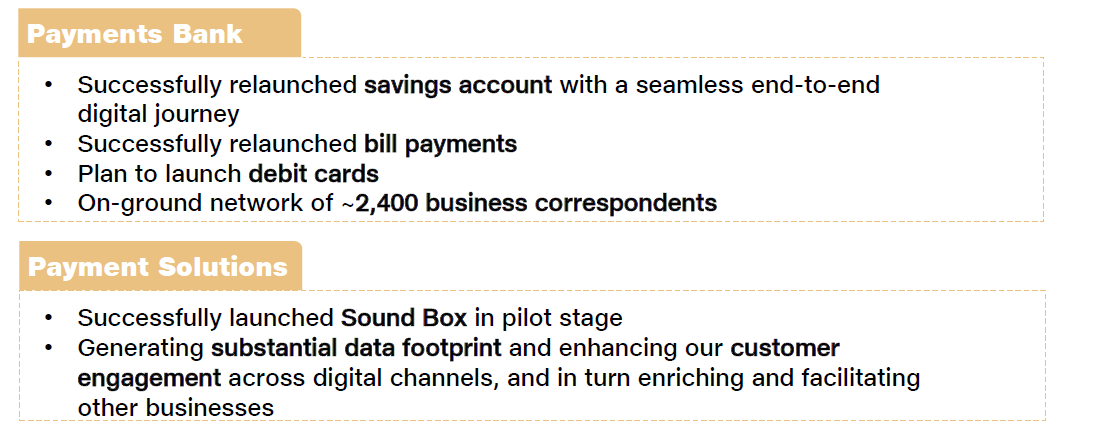 Payments Bank
• Successfully relaunched savings account with a seamless end-to-end
digital journey
• Successfully relaunched bill payments
• Plan to launch debit cards
• On-ground network of ~2,400 business correspondents
Payment Solutions
• Successfully launched Sound Box in pilot stage
• Generating substantial data footprint and enhancing our customer
engagement across digital channels, and in turn enriching and facilitating
other businesses